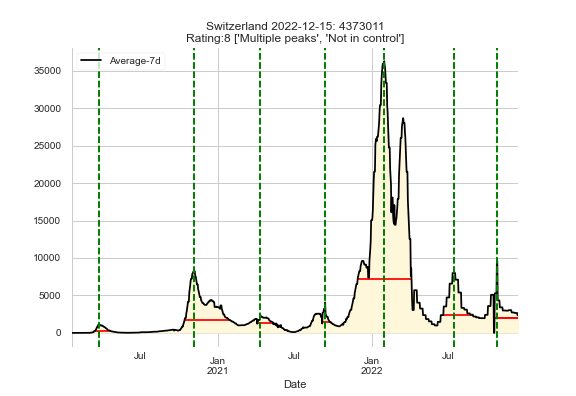 Switzerland 2022-12-15: 4373011
Rating:8 ['Multiple peaks', 'Not in control']
Average-7d
35000
30000
25000
20000
15000
10000
5000
0
Jul
Jan
2021
Jul
Jan
2022
Jul
Date